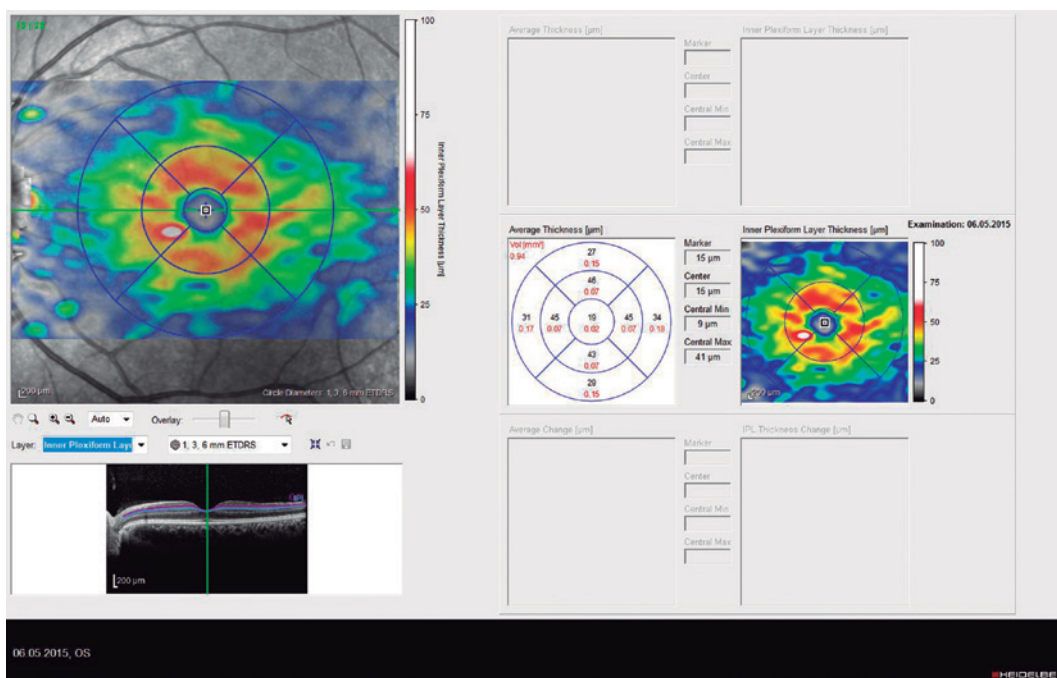 100
75
50
25
0
Inner Plexiform Layer Thickness [µm]
200 µm
Circle Diameters: 1, 3, 6 mm ETDRS
Auto
Overlay:
Layer:
Inner Plexiform Laye
1, 3, 6 mm ETDRS
200 µm
Average Thickness [µm]
Marker
Center
Central Min
Central Max
Inner Plexiform Layer Thickness [µm]
Average Thickness [µm]
Vol [mm³]
0.94
27
0.15
46
0.07
31
0.17
45
0.07
19
0.02
45
0.07
34
0.18
43
0.07
29
0.15
Marker
15 µm
Center
15 µm
Central Min
9 µm
Central Max
41 µm
Inner Plexiform Layer Thickness [µm]
Examination: 06.05.2015
100
75
50
25
0
200 µm
Average Change [µm]
Marker
Center
Central Min
Central Max
IPL Thickness Change [µm]
06.05.2015, OS
HEIDELBE